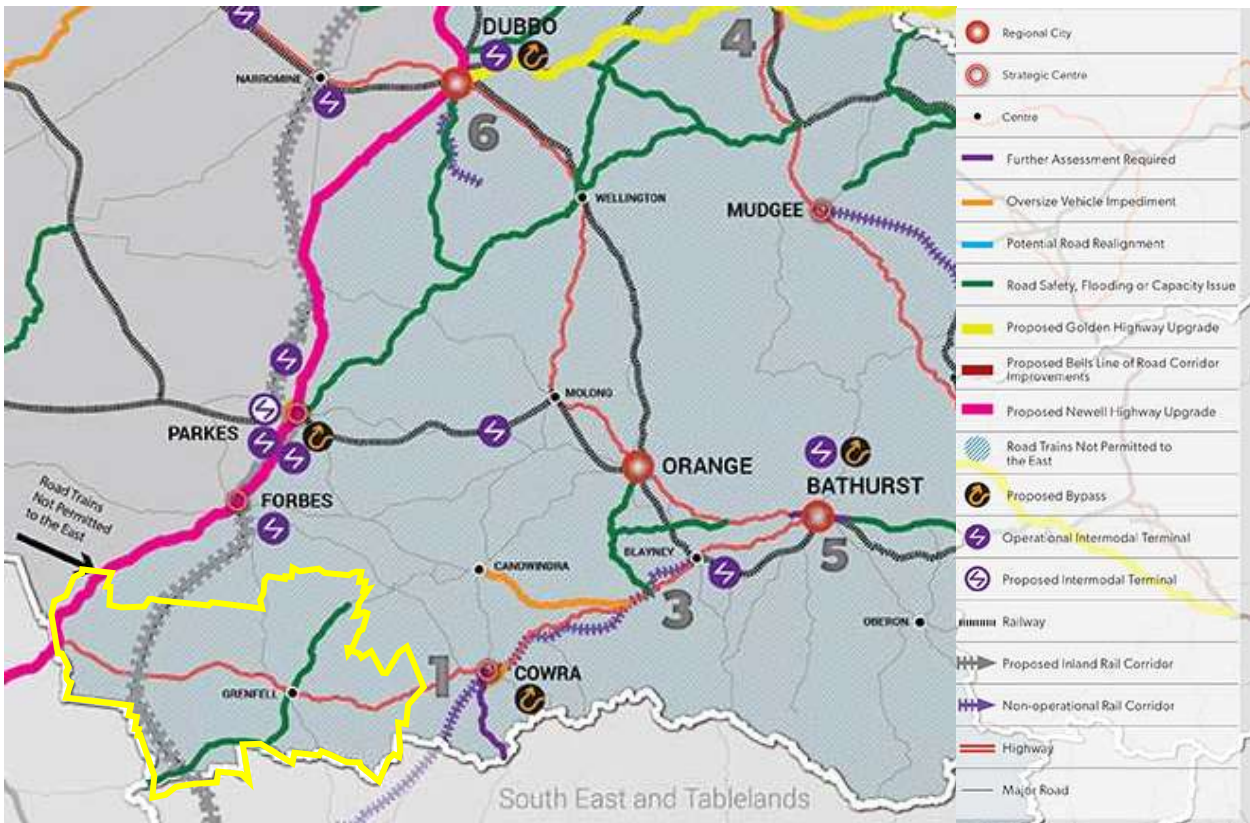 DUBBO
4
NARROMINE
6
WELLINGTON
MUDGEE
MOLONG
PARKES
ORANGE
FORBES
BATHURST
Road Trains
Not Permitted
to the East
BLAYNEY
5
CANOWINDRA
3
OBERON
1
COWRA
GRENFELL
South East and Tablelands
Regional City
Strategic Centre
Centre
Further Assessment Required
Oversize Vehicle Impediment
Potential Road Realignment
Road Safety, Flooding or Capacity Issue
Proposed Golden Highway Upgrade
Proposed Bells Line of Road Corridor
Improvements
Proposed Newell Highway Upgrade
Road Trains Not Permitted to
the East
Proposed Bypass
Operational Intermodal Terminal
Proposed Intermodal Terminal
Railway
Proposed Inland Rail Corridor
Non-operational Rail Corridor
Highway
Major Road